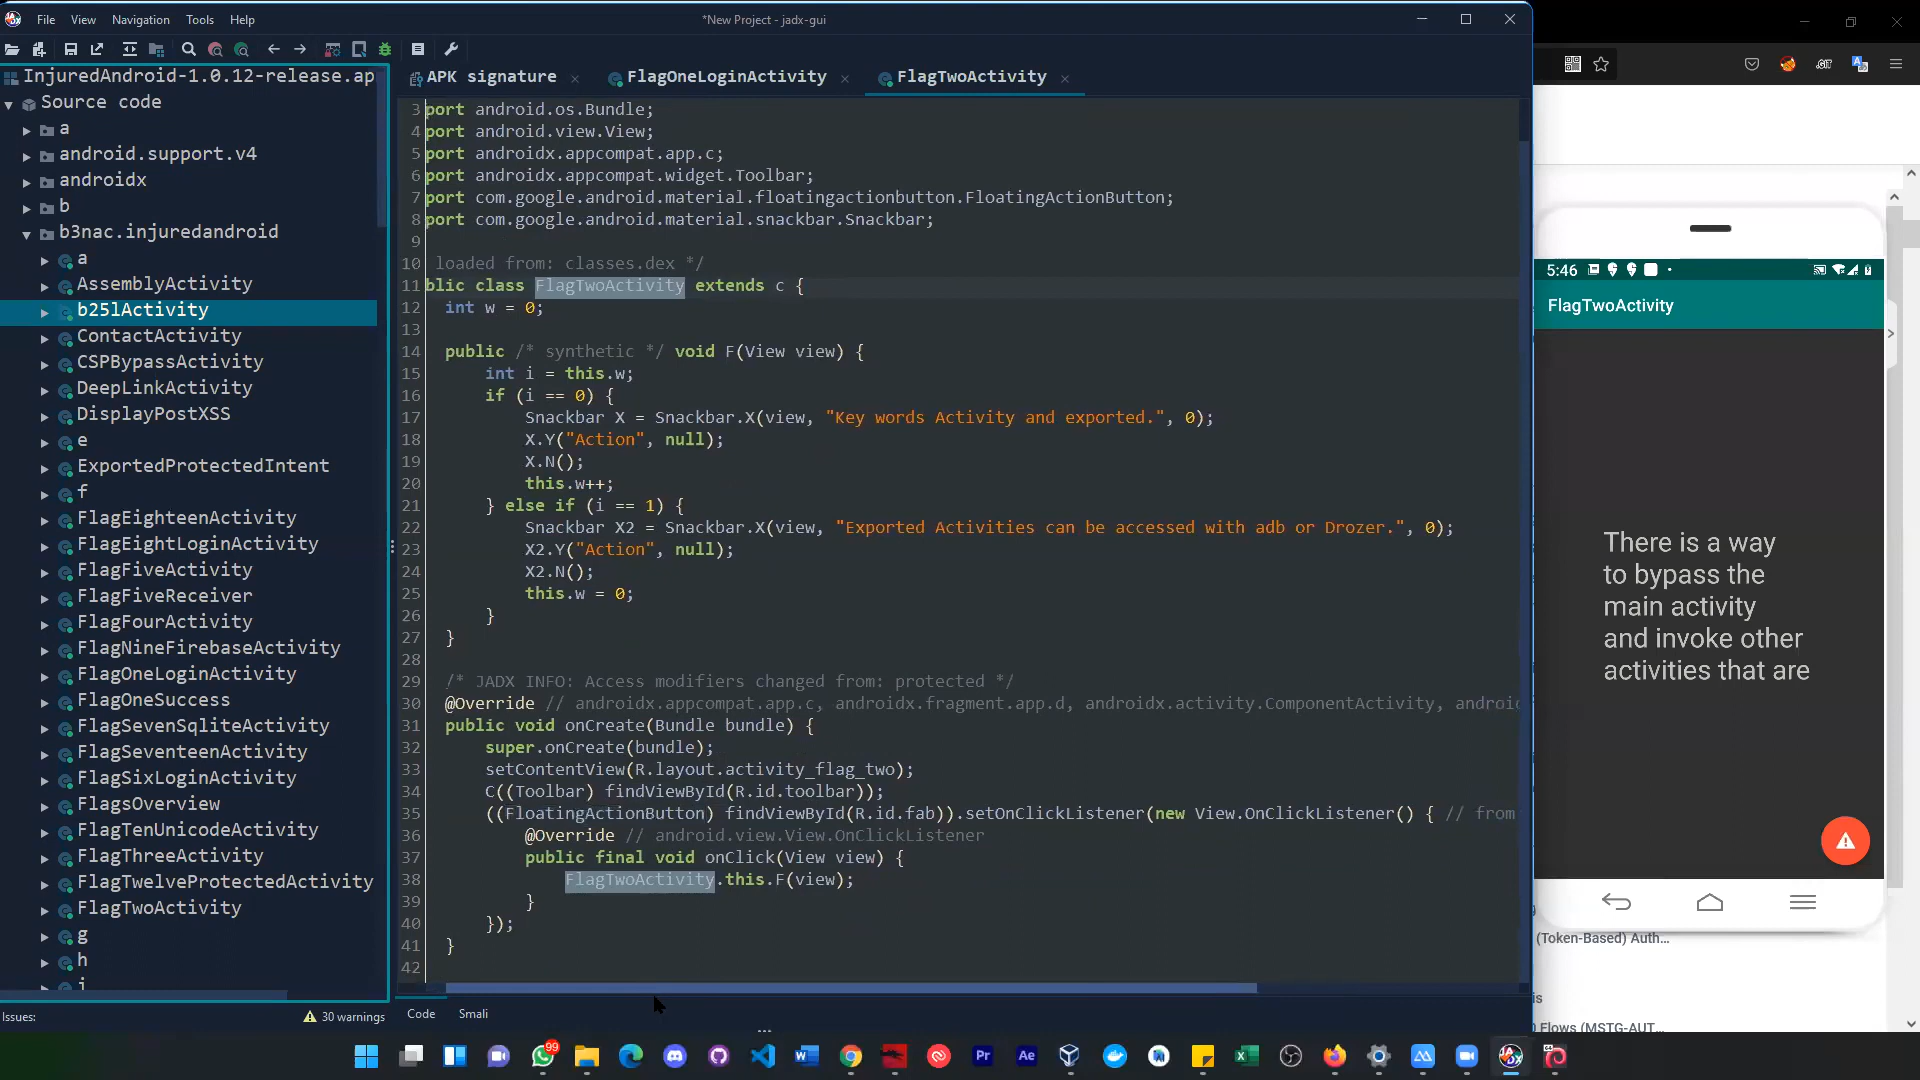 File View Navigation Tools Help
*New Project - jadx-gui
InjuredAndroid-1.0.12-release.ap
Source code
a
android.support.v4
androidx
b
b3nac.injuredandroid
a
AssemblyActivity
b25lActivity
ContactActivity
CSPBypassActivity
DeepLinkActivity
DisplayPostXSS
e
ExportedProtectedIntent
f
FlagEighteenActivity
FlagEightLoginActivity
FlagFiveActivity
FlagFiveReceiver
FlagFourActivity
FlagNineFirebaseActivity
FlagOneLoginActivity
FlagOneSuccess
FlagSevenSqliteActivity
FlagSeventeenActivity
FlagSixLoginActivity
FlagsOverview
FlagTenUnicodeActivity
FlagThreeActivity
FlagTwelveProtectedActivity
FlagTwoActivity
g
h
i
Issues: 30 warnings
APK signature FlagOneLoginActivity FlagTwoActivity
3 port android.os.Bundle;
4 port android.view.View;
5 port androidx.appcompat.app.c;
6 port androidx.appcompat.widget.Toolbar;
7 port com.google.android.material.floatingactionbutton.FloatingActionButton;
8 port com.google.android.material.snackbar.Snackbar;
9
10 loaded from: classes.dex */
11 blic class FlagTwoActivity extends c {
12 int w = 0;
13
14 public /* synthetic */ void F(View view) {
15 int i = this.w;
16 if (i == 0) {
17 Snackbar X = Snackbar.X(view, "Key words Activity and exported.", 0);
18 X.Y("Action", null);
19 X.N();
20 this.w++;
21 } else if (i == 1) {
22 Snackbar X2 = Snackbar.X(view, "Exported Activities can be accessed with adb or Drozer.", 0);
23 X2.Y("Action", null);
24 X2.N();
25 this.w = 0;
26 }
27 }
28
29 /* JADX INFO: Access modifiers changed from: protected */
30 @Override // androidx.appcompat.app.c, androidx.fragment.app.d, androidx.activity.ComponentActivity, androi
31 public void onCreate(Bundle bundle) {
32 super.onCreate(bundle);
33 setContentView(R.layout.activity_flag_two);
34 C((Toolbar) findViewById(R.id.toolbar));
35 ((FloatingActionButton) findViewById(R.id.fab)).setOnClickListener(new View.OnClickListener() { // from
36 @Override // android.view.View.OnClickListener
37 public final void onClick(View view) {
38 FlagTwoActivity.this.F(view);
39 }
40 });
41 }
42
Code Smali
5:46
FlagTwoActivity
There is a way
to bypass the
main activity
and invoke other
activities that are
(Token-Based) Auth...
is
Flows (MSTG-AUT...
99
Pr
Ae